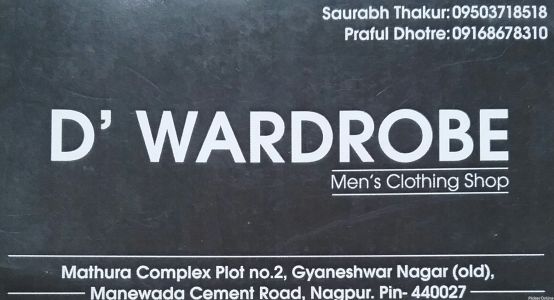 Saurabh Thakur: 09503718518
Praful Dhotre: 09168678310
D' WARDROBE
Men's Clothing Shop
Mathura Complex Plot no.2, Gyaneshwar Nagar (old),
Manewada Cement Road, Nagpur. Pin- 440027